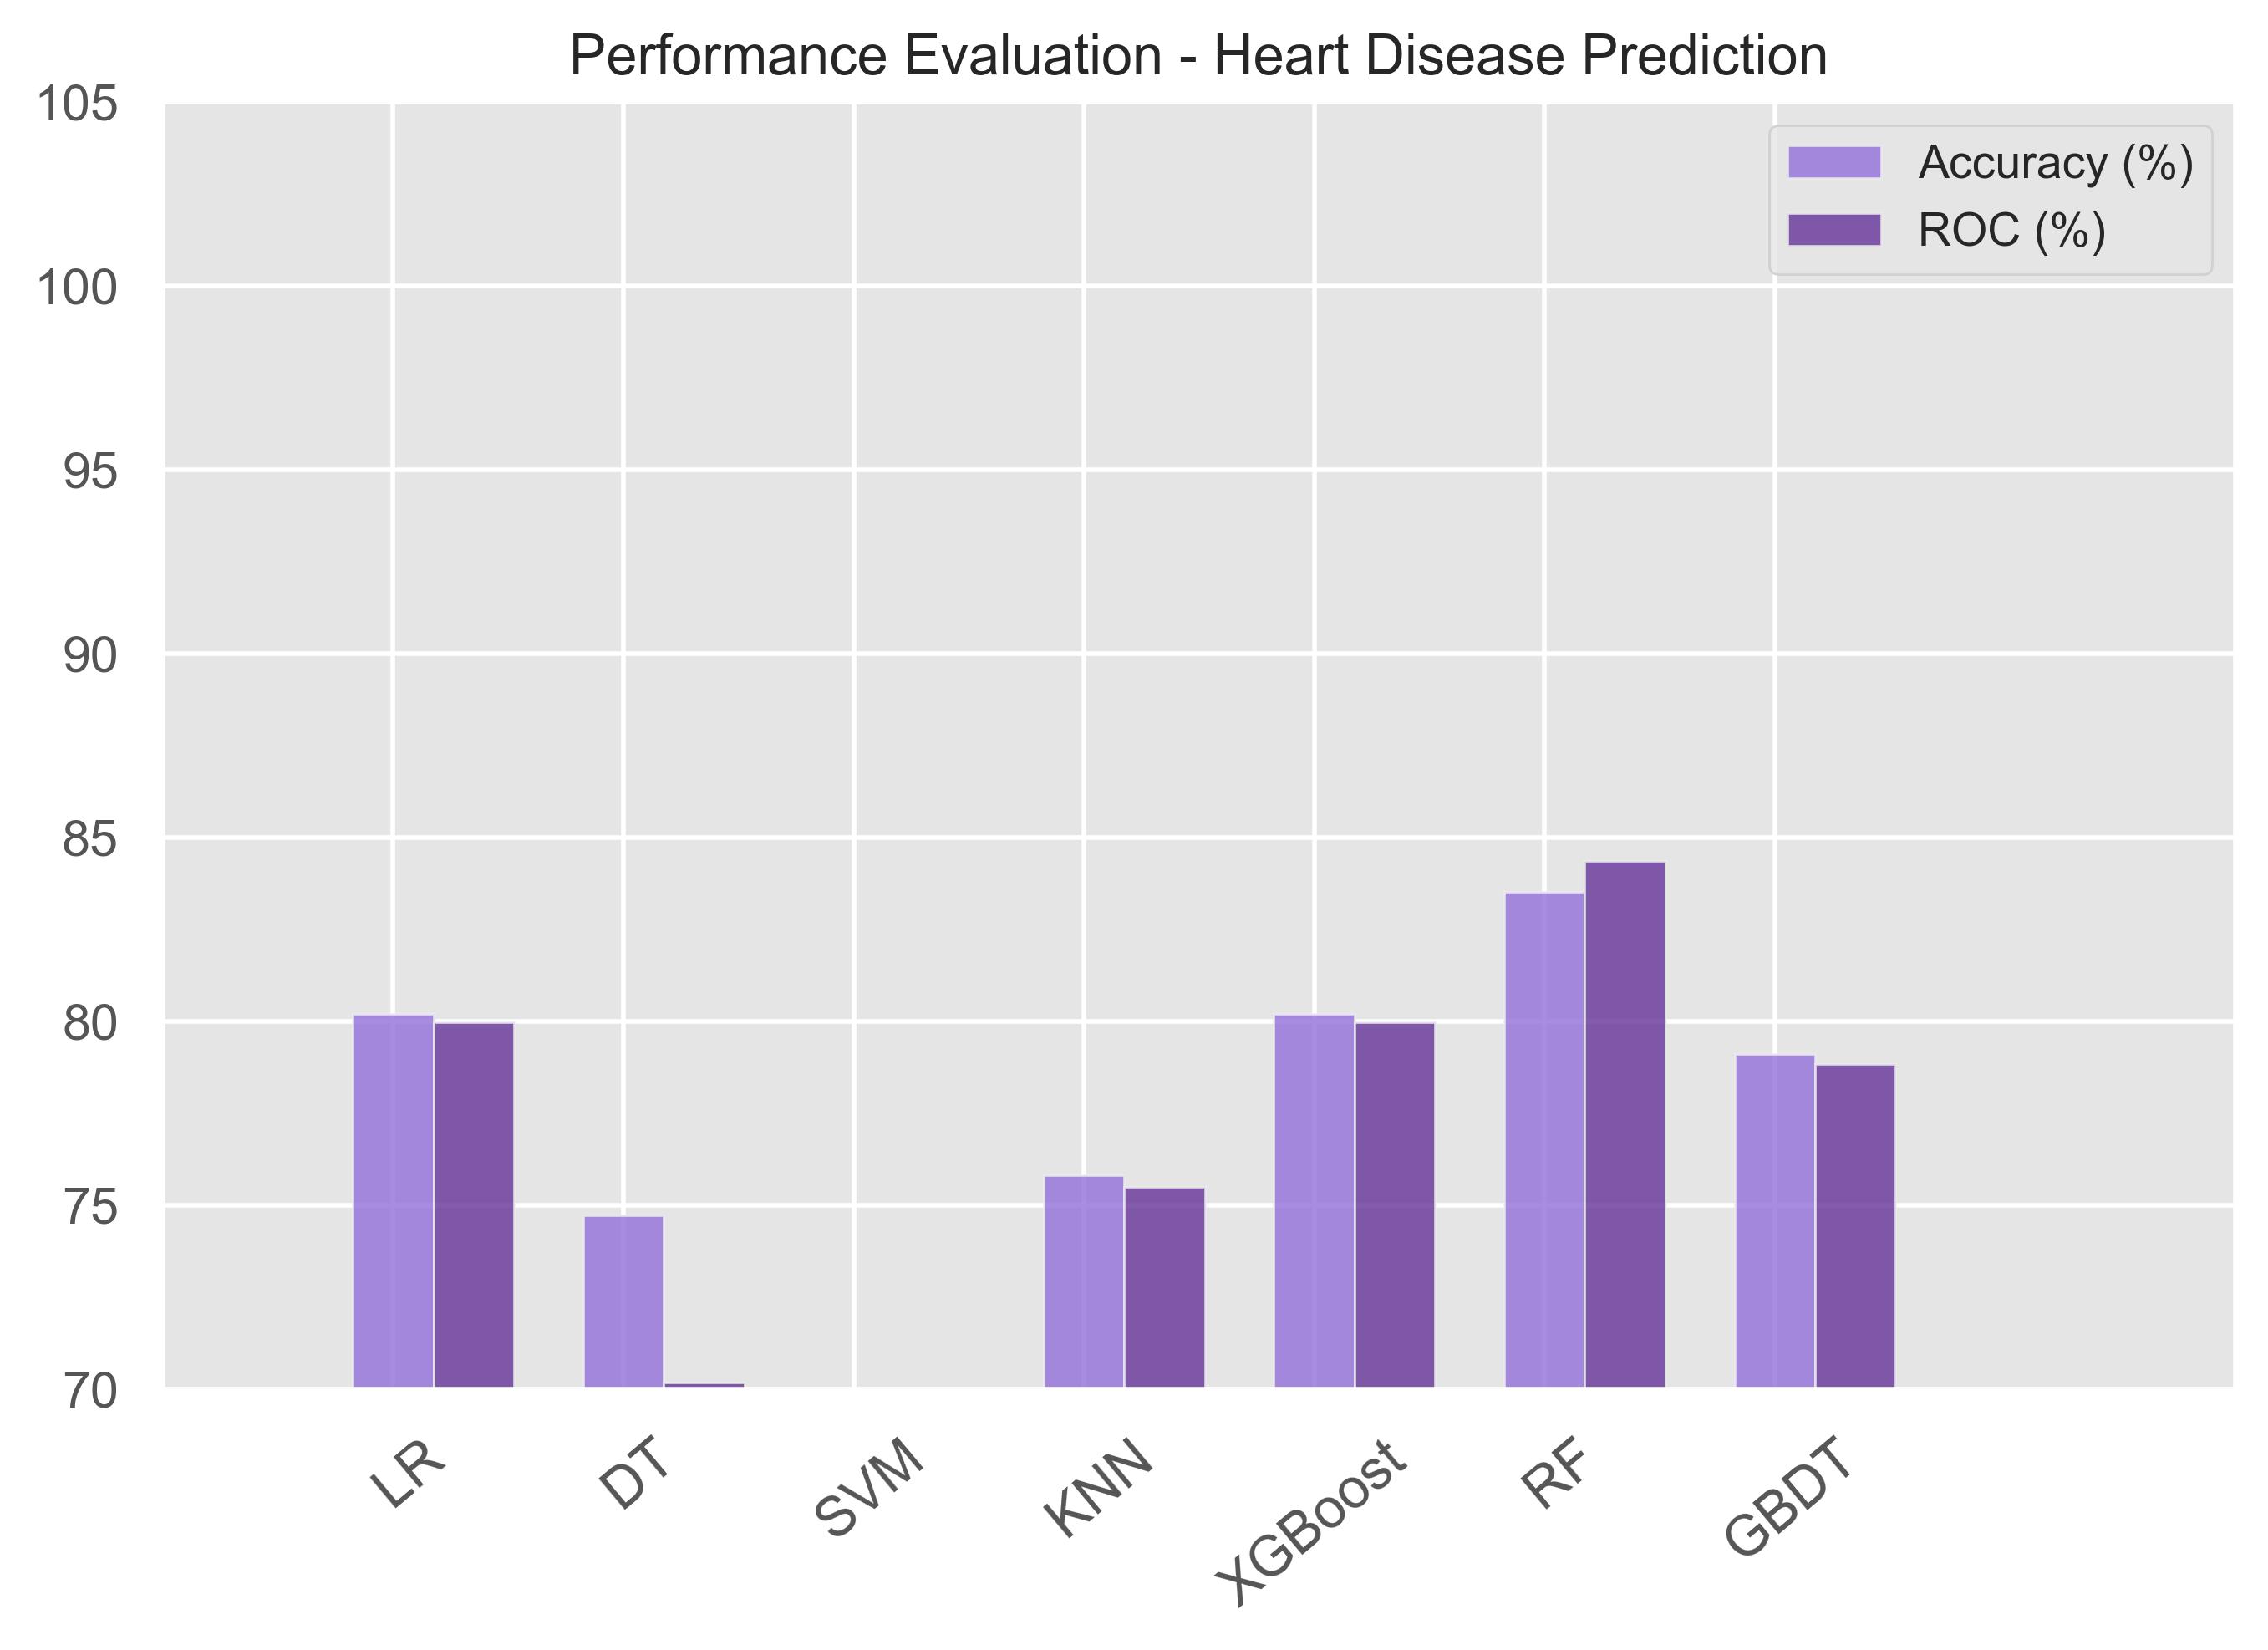 Performance Evaluation - Heart Disease Prediction
105
100
95
90
85
80
75
70
Accuracy (%)
ROC (%)
LR
DT
SVM
KNN
XGBoost
RF
GBDT